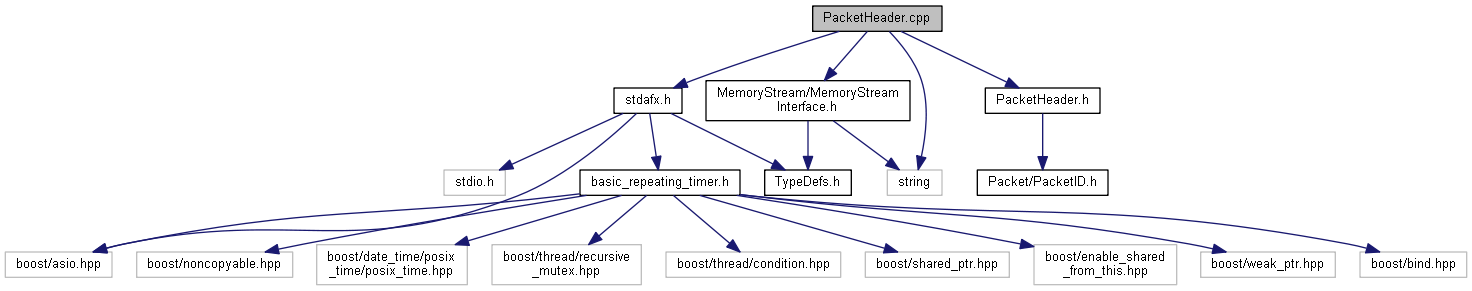 PacketHeader.cpp
stdafx.h
MemoryStream/MemoryStream
Interface.h
PacketHeader.h
stdio.h
basic_repeating_timer.h
TypeDefs.h
string
Packet/PacketID.h
boost/asio.hpp
boost/noncopyable.hpp
boost/date_time/posix
_time/posix_time.hpp
boost/thread/recursive
_mutex.hpp
boost/thread/condition.hpp
boost/shared_ptr.hpp
boost/enable_shared
_from_this.hpp
boost/weak_ptr.hpp
boost/bind.hpp